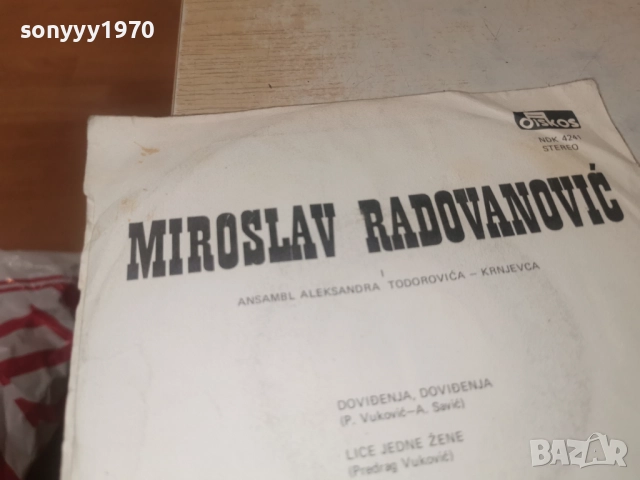 sonyyy1970
Diskos
NDK 4241
STEREO
MIROSLAV RADOVANOVIĆ
I
ANSAMBL ALEKSANDRA TODOROVIĆA – KRNJEVCA
DOVIĐENJA, DOVIĐENJA
(P. Vuković–A. Savić)
LICE JEDNE ŽENE
(Predrag Vuković)
BAZAR